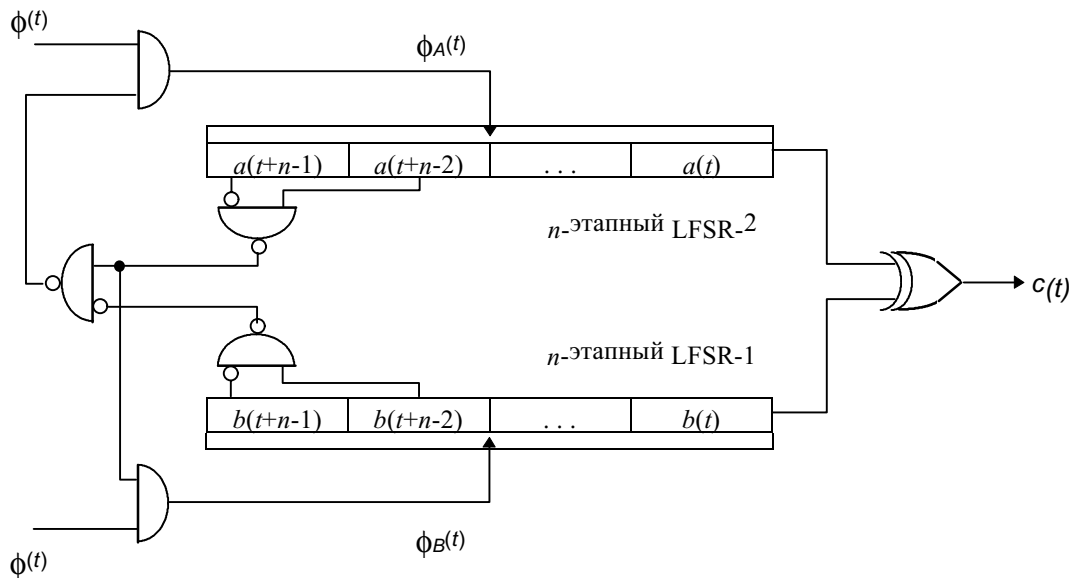 ϕ(t)
ϕA(t)
a(t+n-1) a(t+n-2) . . . a(t)
n-этапный LFSR-2
c(t)
n-этапный LFSR-1
b(t+n-1) b(t+n-2) . . . b(t)
ϕB(t)
ϕ(t)